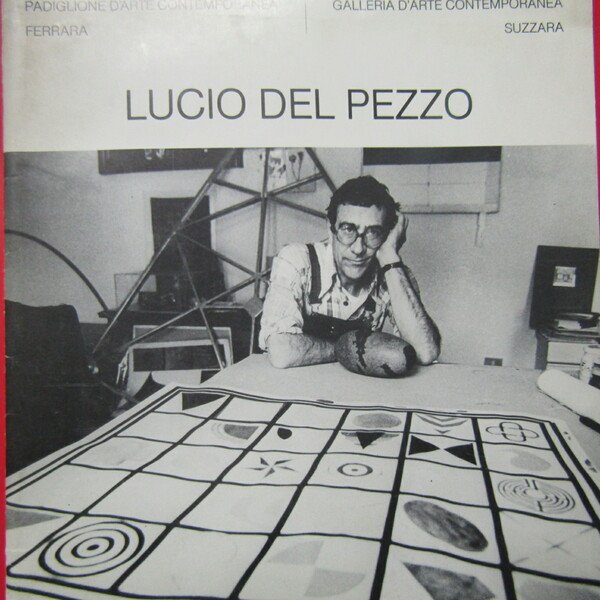 PADIGLIONE D'ARTE CONTEMPORANEA
FERRARA
GALLERIA D'ARTE CONTEMPORANEA
SUZZARA
LUCIO DEL PEZZO